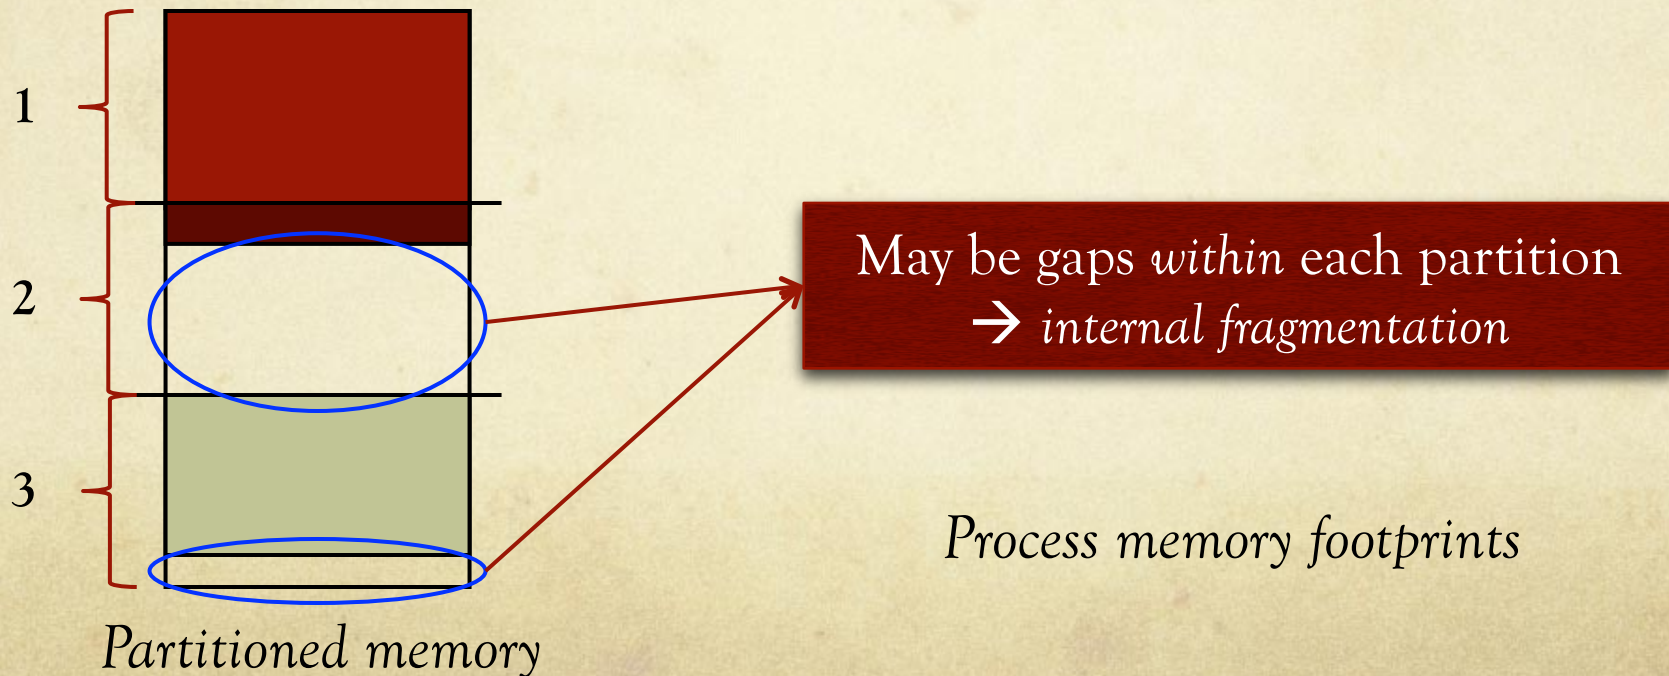 1
2
3
May be gaps within each partition
→ internal fragmentation
Process memory footprints
Partitioned memory